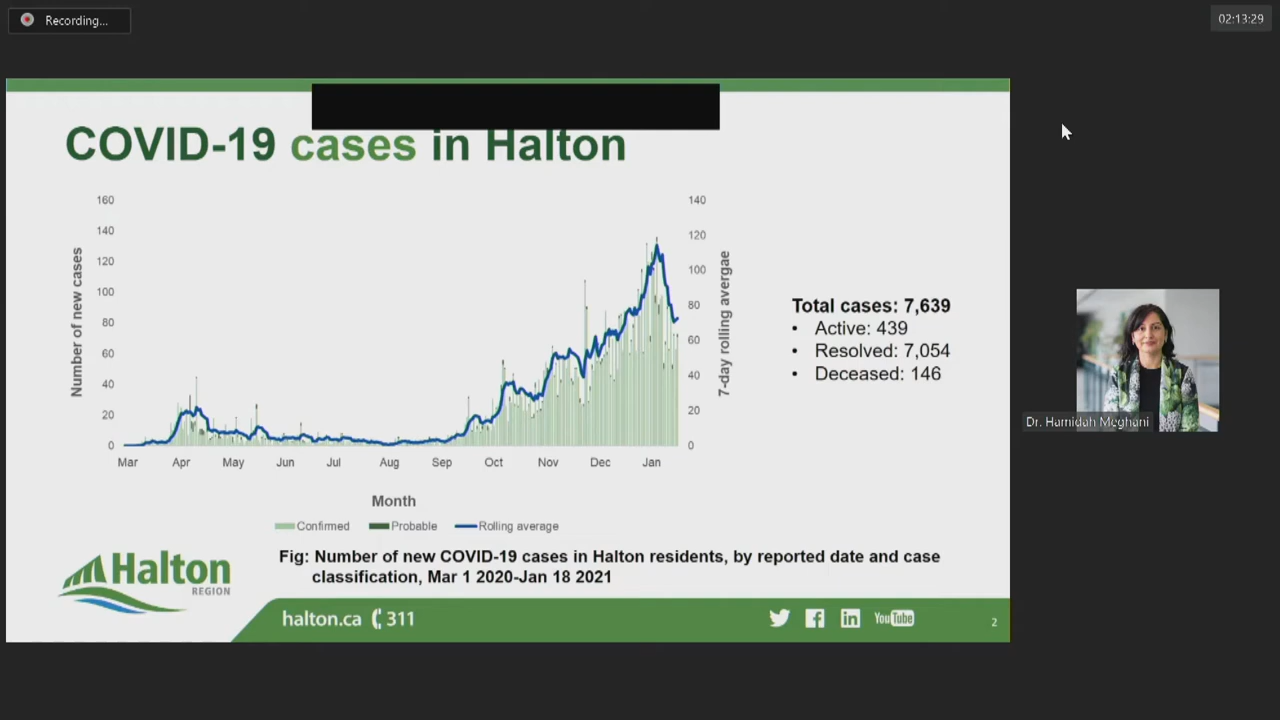 Recording...
02:13:29
COVID-19 cases in Halton
160
140
120
100
80
60
40
20
0
Number of new cases
140
120
100
80
60
40
20
0
7-day rolling avergae
Mar Apr May Jun Jul Aug Sep Oct Nov Dec Jan
Month
Confirmed Probable Rolling average
Total cases: 7,639
• Active: 439
• Resolved: 7,054
• Deceased: 146
Dr. Hamidah Meghani
Fig: Number of new COVID-19 cases in Halton residents, by reported date and case
classification, Mar 1 2020-Jan 18 2021
Halton
REGION
halton.ca 311
YouTube
2